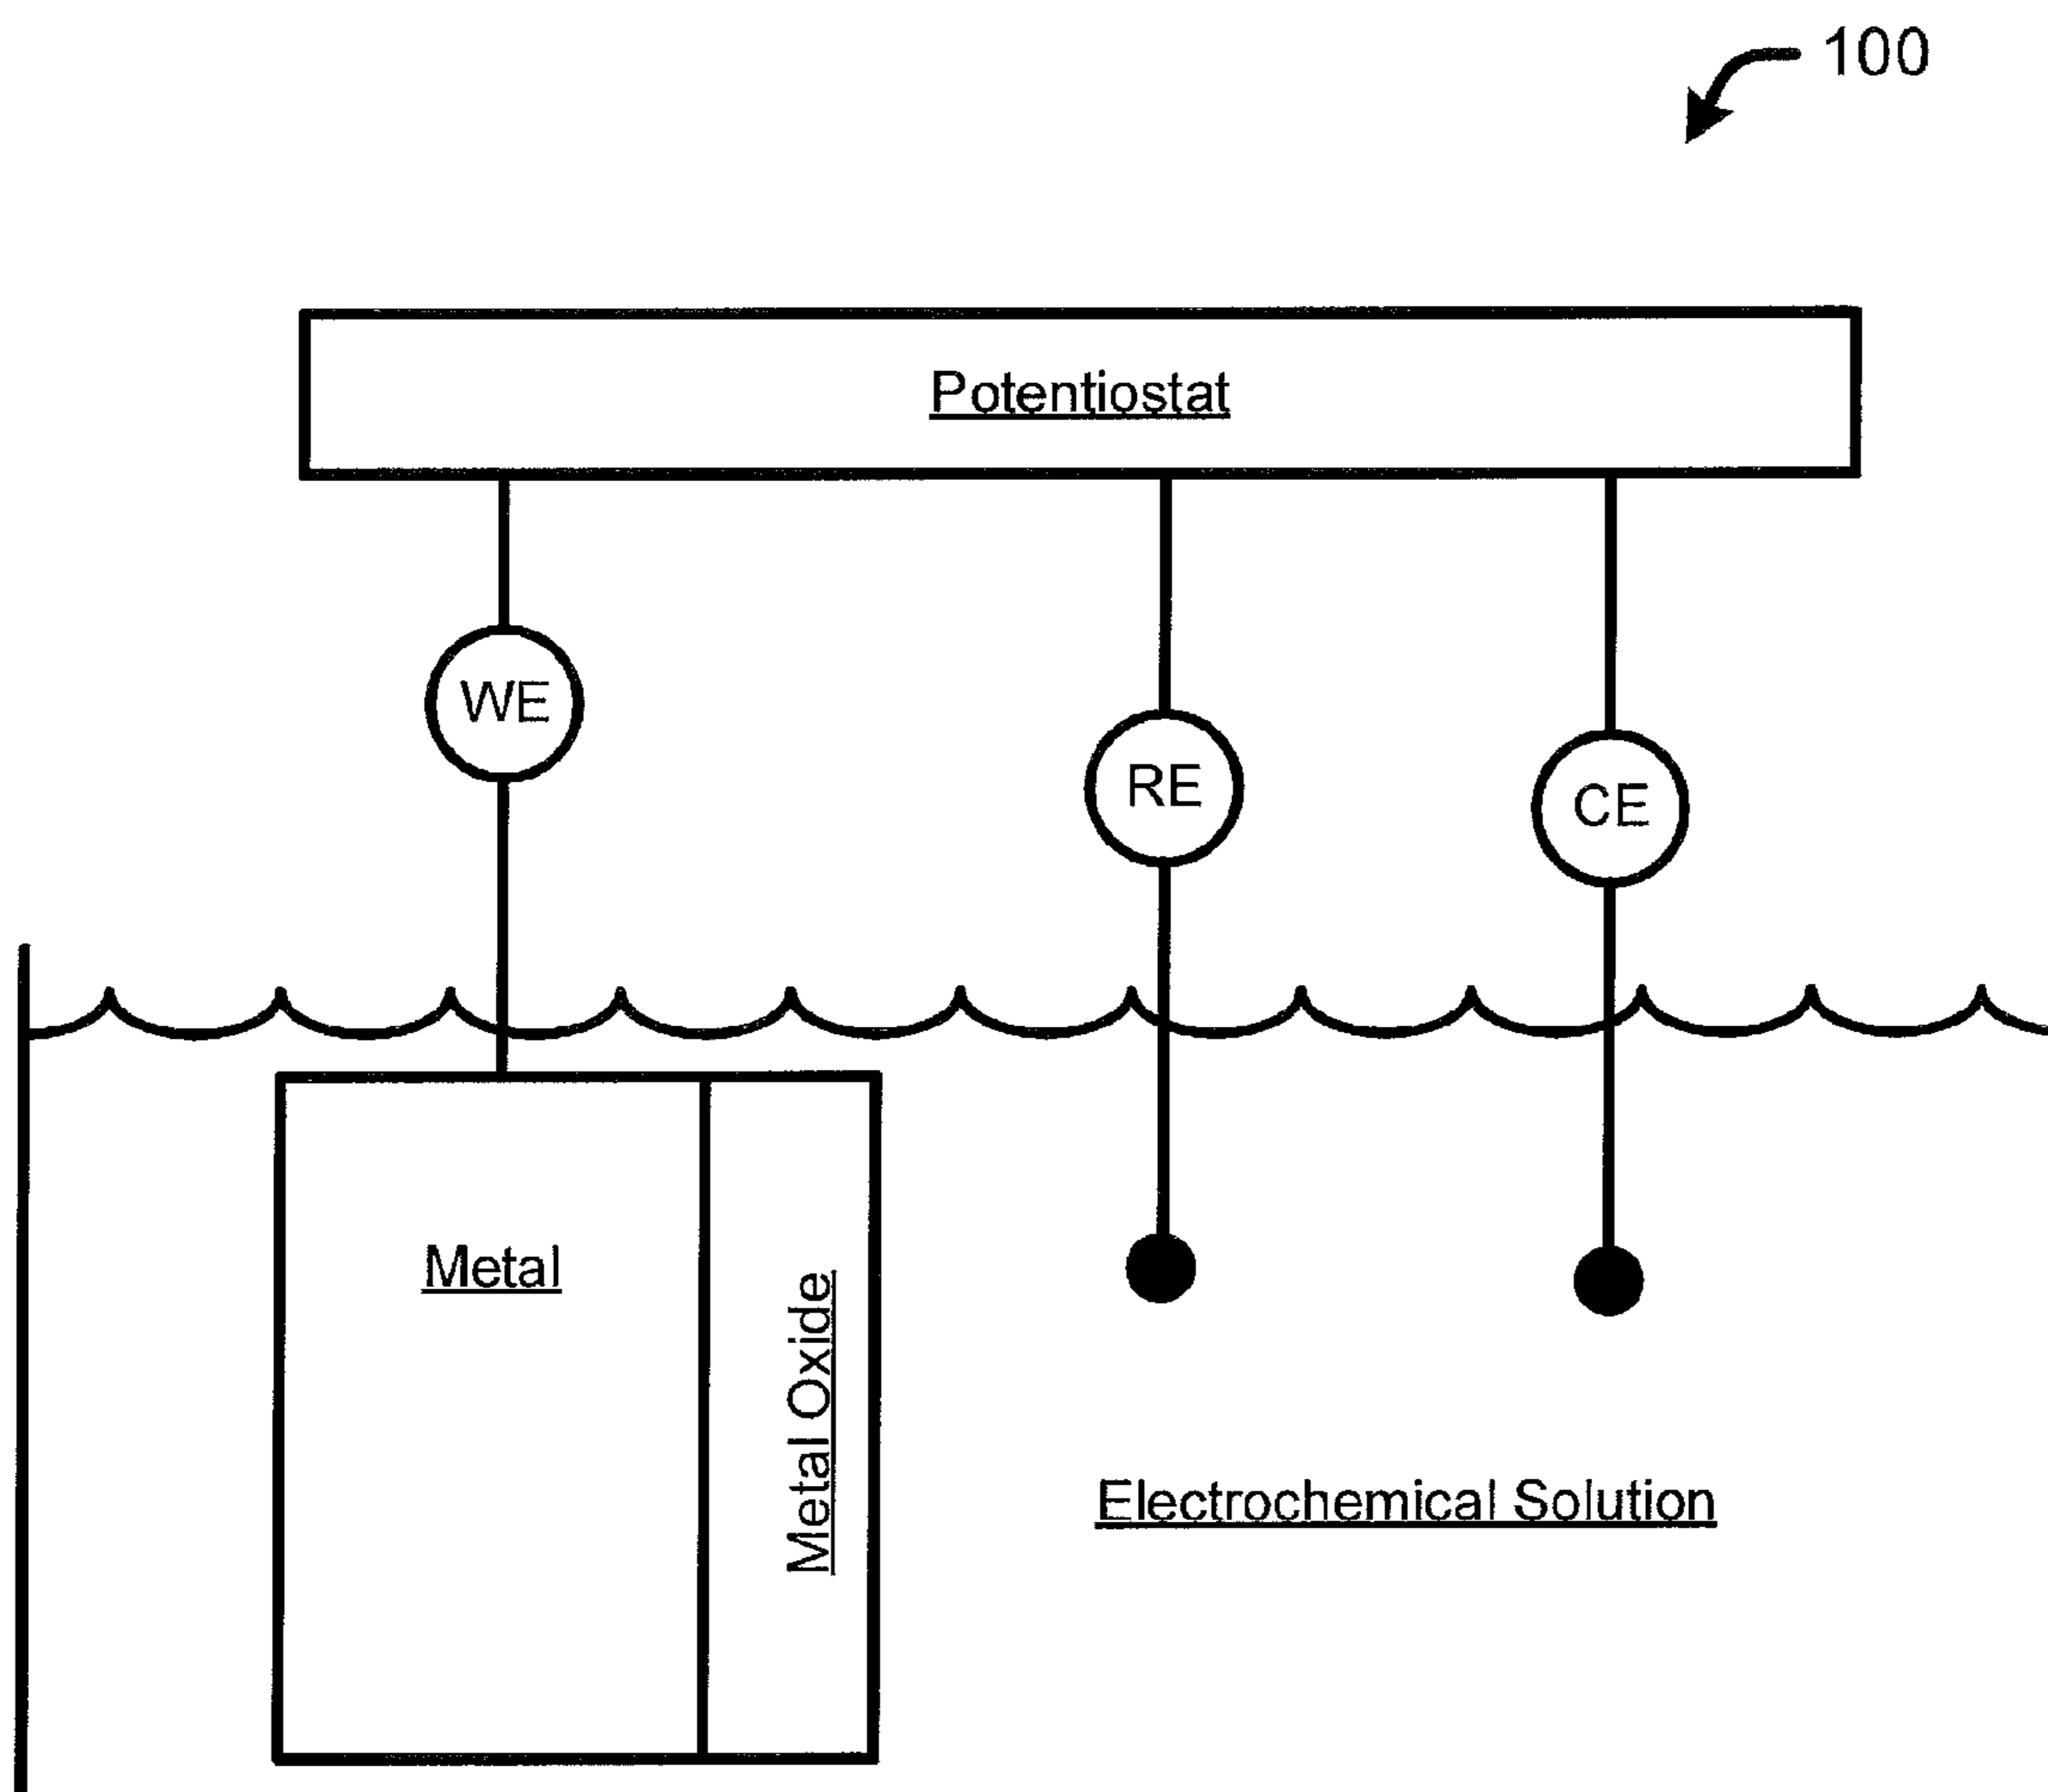 100
Potentiostat
WE
RE
CE
Metal
Metal Oxide
Electrochemical Solution